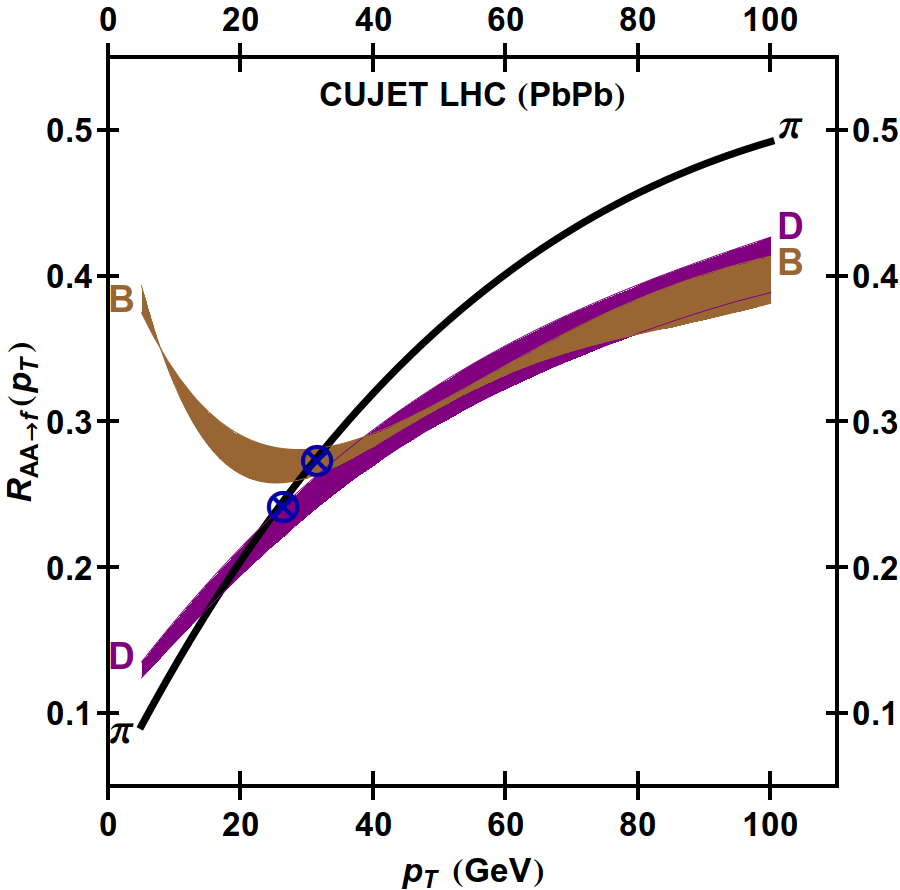 0 20 40 60 80 100
CUJET LHC (PbPb)
0.5 π 0.5
D
0.4 B 0.4
B
R_{AA→f}(p_T)
0.3 0.3
0.2 0.2
D
0.1 π 0.1
0 20 40 60 80 100
p_T (GeV)